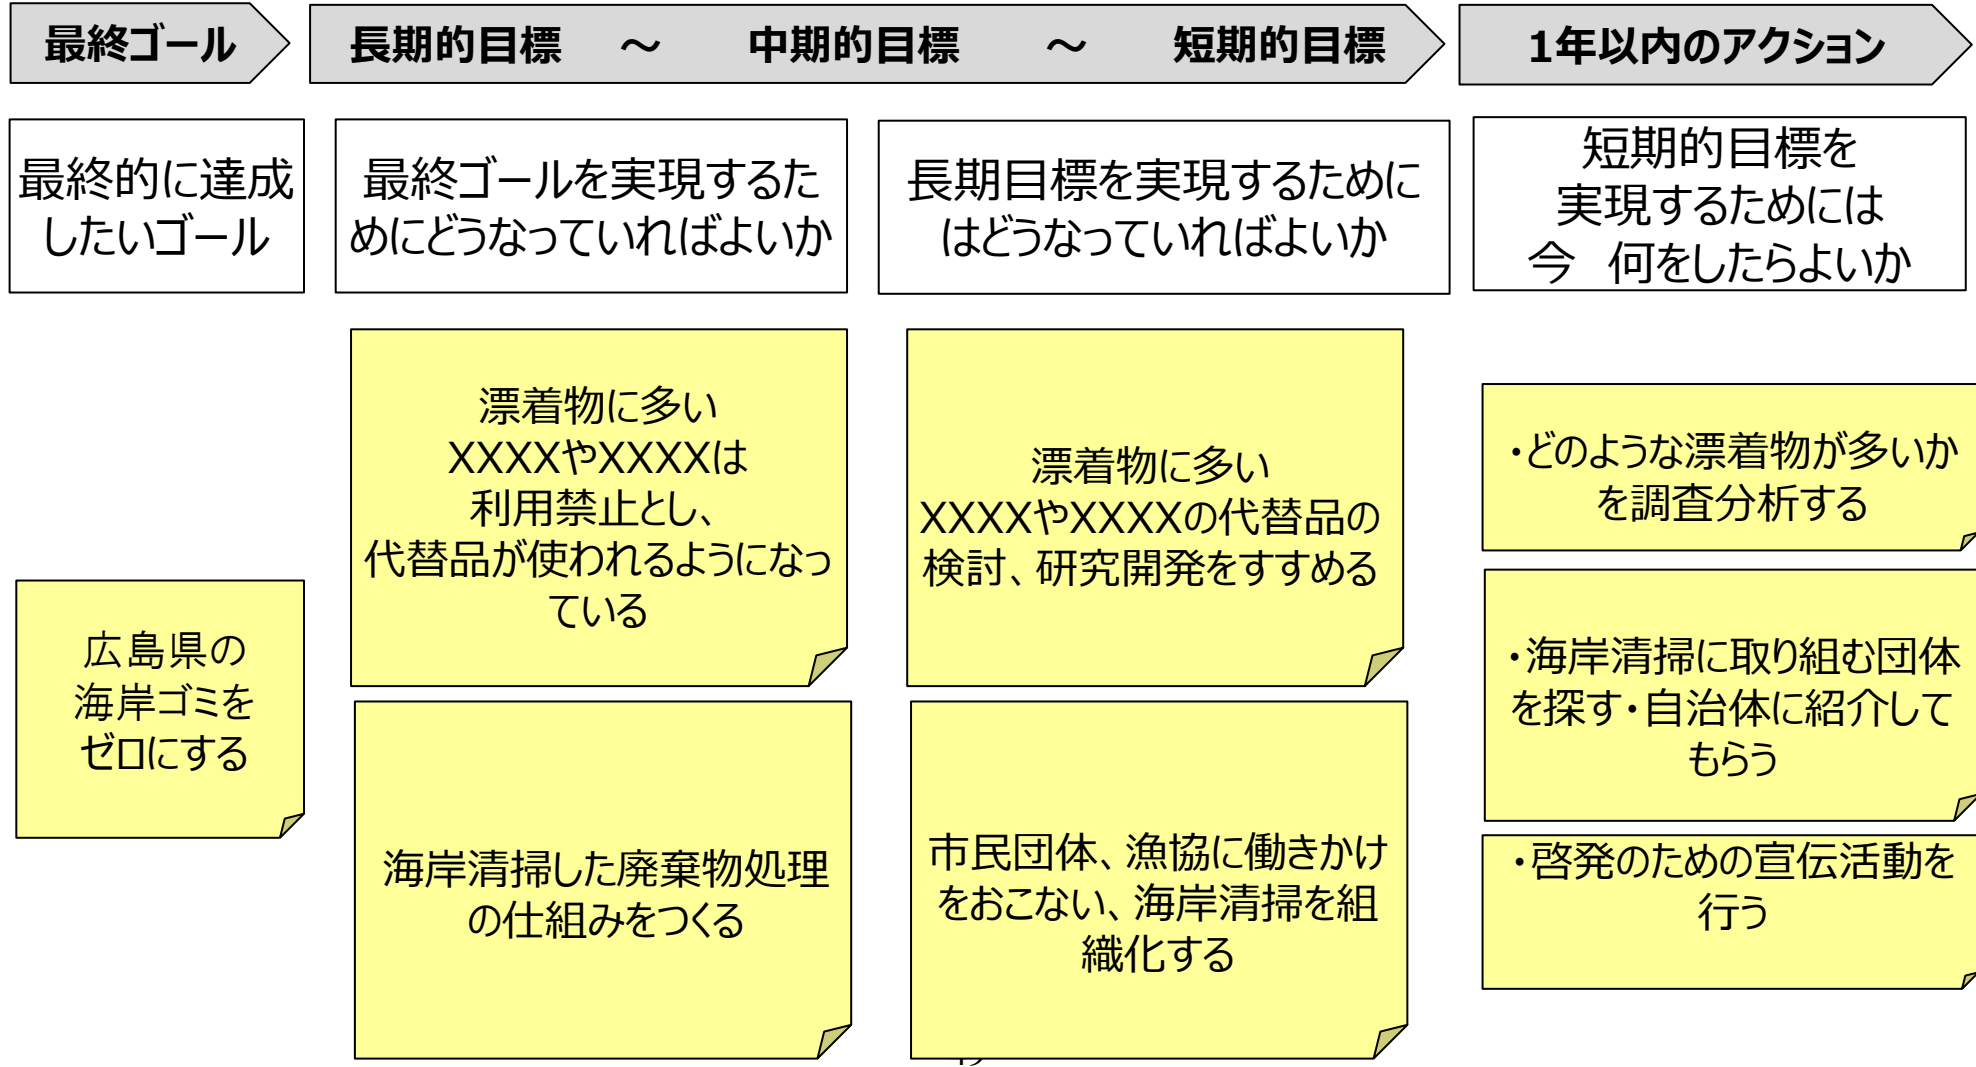 最終ゴール
長期的目標　～　中期的目標　～　短期的目標
1年以内のアクション
最終的に達成
したいゴール
最終ゴールを実現するた
めにどうなっていればよいか
長期目標を実現するために
はどうなっていればよいか
短期的目標を
実現するためには
今　何をしたらよいか
広島県の
海岸ゴミを
ゼロにする
漂着物に多い
XXXXやXXXXは
利用禁止とし、
代替品が使われるようになっ
ている
海岸清掃した廃棄物処理
の仕組みをつくる
漂着物に多い
XXXXやXXXXの代替品の
検討、研究開発をすすめる
市民団体、漁協に働きかけ
をおこない、海岸清掃を組
織化する
・どのような漂着物が多いか
を調査分析する
・海岸清掃に取り組む団体
を探す・自治体に紹介して
もらう
・啓発のための宣伝活動を
行う